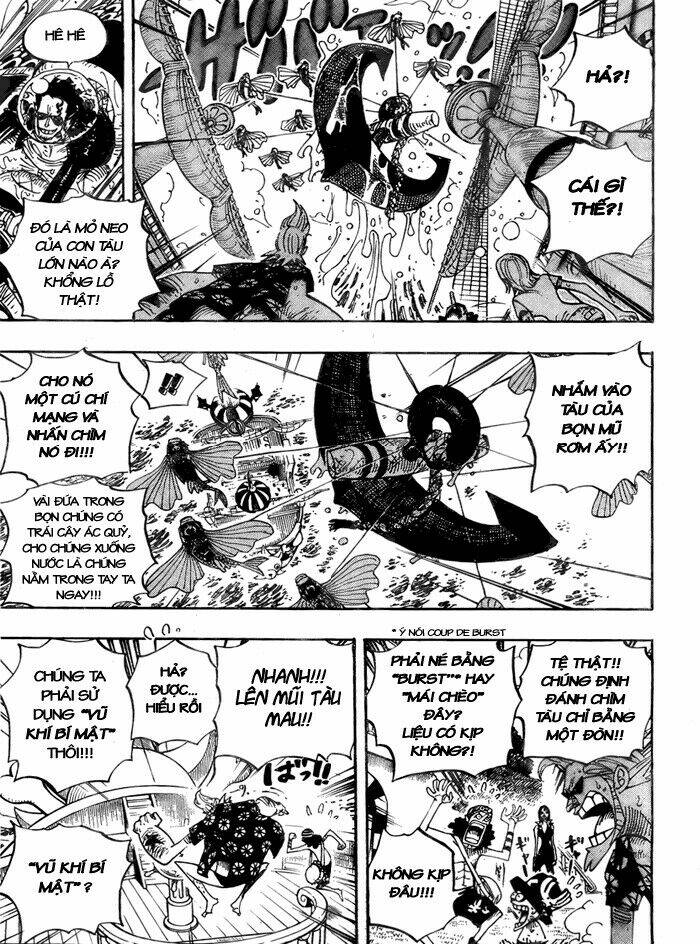 HẢ?!
CÁI GÌ
THẾ?!
HÊ HÊ
ĐÓ LÀ MỎ NEO
CỦA CON TÀU
LỚN NÀO À?
KHỔNG LỒ
THẬT!
NHẮM VÀO
TÀU CỦA
BỌN MŨ
RƠM ẤY!!
!!
CHO NÓ
MỘT CÚ CHÍ
MẠNG VÀ
NHẤN CHÌM
NÓ ĐI!!!
VÀI ĐỨA TRONG
BỌN CHÚNG CÓ
TRÁI CÂY ÁC QUỶ,
CHO CHÚNG XUỐNG
NƯỚC LÀ CHÚNG
NẰM TRONG TAY TA
NGAY!!!
* Ý NÓI COUP DE BURST
TỆ THẬT!!
CHÚNG ĐỊNH
ĐÁNH CHÌM
TÀU CHỈ BẰNG
MỘT ĐÒN!!
PHẢI NÉ BẰNG
"BURST"* HAY
"MÁI CHÈO"
ĐÂY?
LIỆU CÓ KỊP
KHÔNG?!
KHÔNG KỊP
ĐÂU!!!
NHANH!!!
LÊN MŨI TÀU
MAU!!
HẢ?
ĐƯỢC...
HIỂU RỒI
CHÚNG TA
PHẢI SỬ
DỤNG "VŨ
KHÍ BÍ MẬT"
THÔI!!!
ばっ!!
"VŨ KHÍ BÍ
MẬT"?